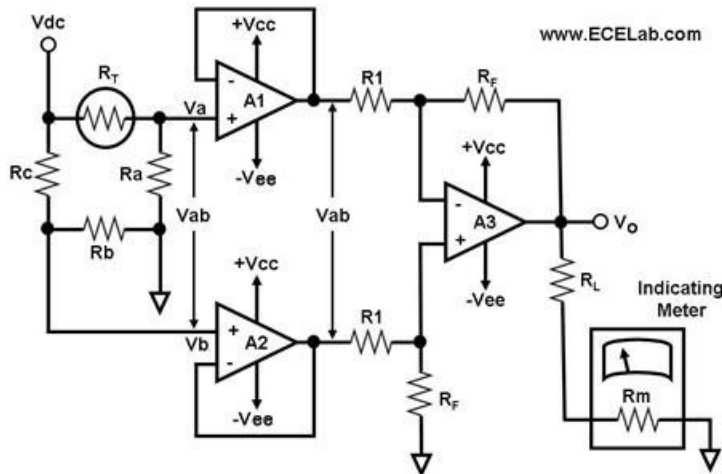 Vdc
+Vcc
www.ECELab.com
R_T
Va
A1
R1
R_F
-
+
-Vee
Rc
Ra
Vab
Vab
+Vcc
-
A3
+
V_o
-Vee
Rb
+Vcc
R_L
Indicating
Meter
Vb
+
A2
-
R1
-Vee
R_F
Rm